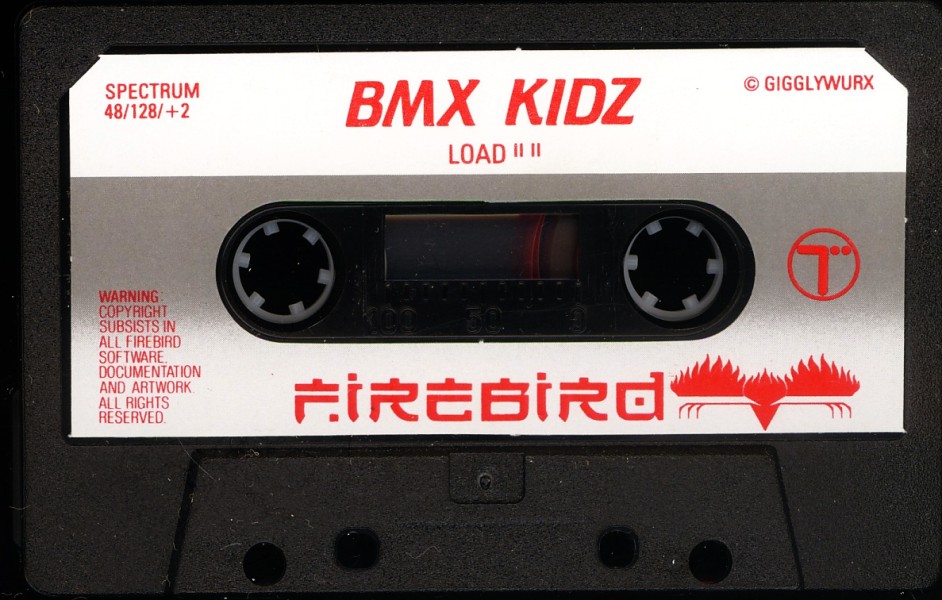 SPECTRUM
48/128/+2
BMX KIDZ
LOAD " "
© GIGGLYWURX
WARNING:
COPYRIGHT
SUBSISTS IN
ALL FIREBIRD
SOFTWARE.
DOCUMENTATION
AND ARTWORK.
ALL RIGHTS
RESERVED.
100 50 0
FIREBIRD